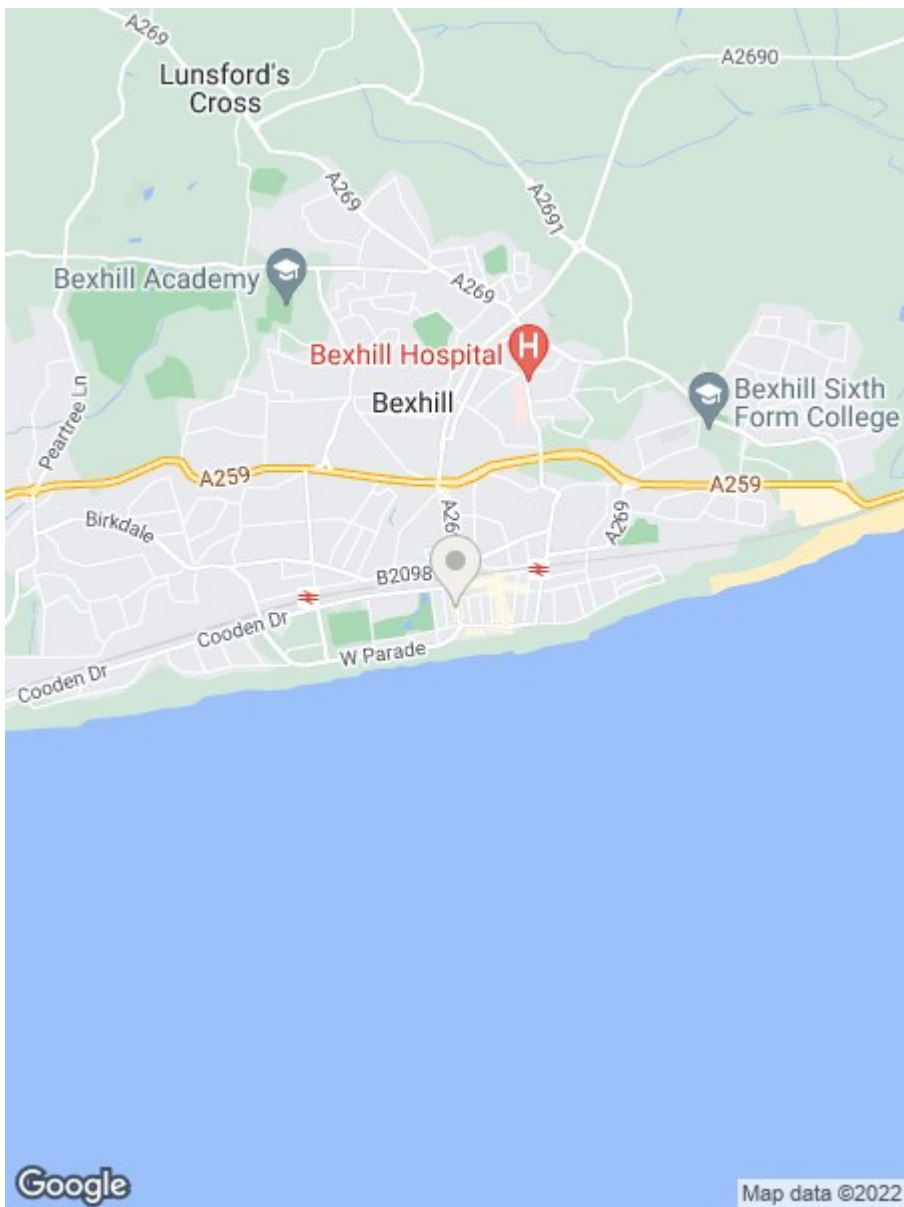 A269
A2690
Lunsford's
Cross
A269
A2691
Bexhill Academy
A269
Bexhill Hospital
H
Bexhill
Bexhill Sixth
Form College
Peartree Ln
A259
A259
Birkdale
A26
A269
B2098
Cooden Dr
W Parade
Cooden Dr
Google
Map data ©2022